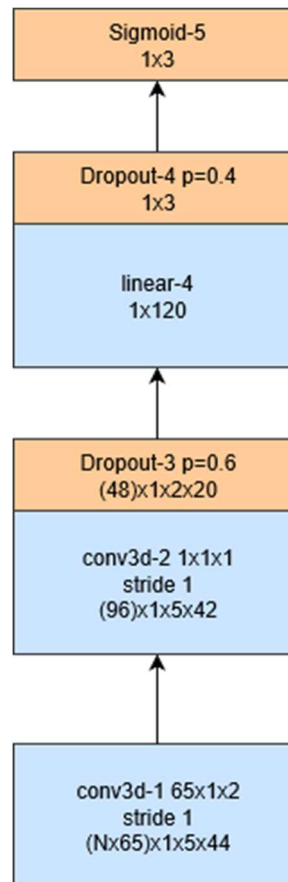 Sigmoid-5
1x3
Dropout-4 p=0.4
1x3
linear-4
1x120
Dropout-3 p=0.6
(48)x1x2x20
conv3d-2 1x1x1
stride 1
(96)x1x5x42
conv3d-1 65x1x2
stride 1
(Nx65)x1x5x44